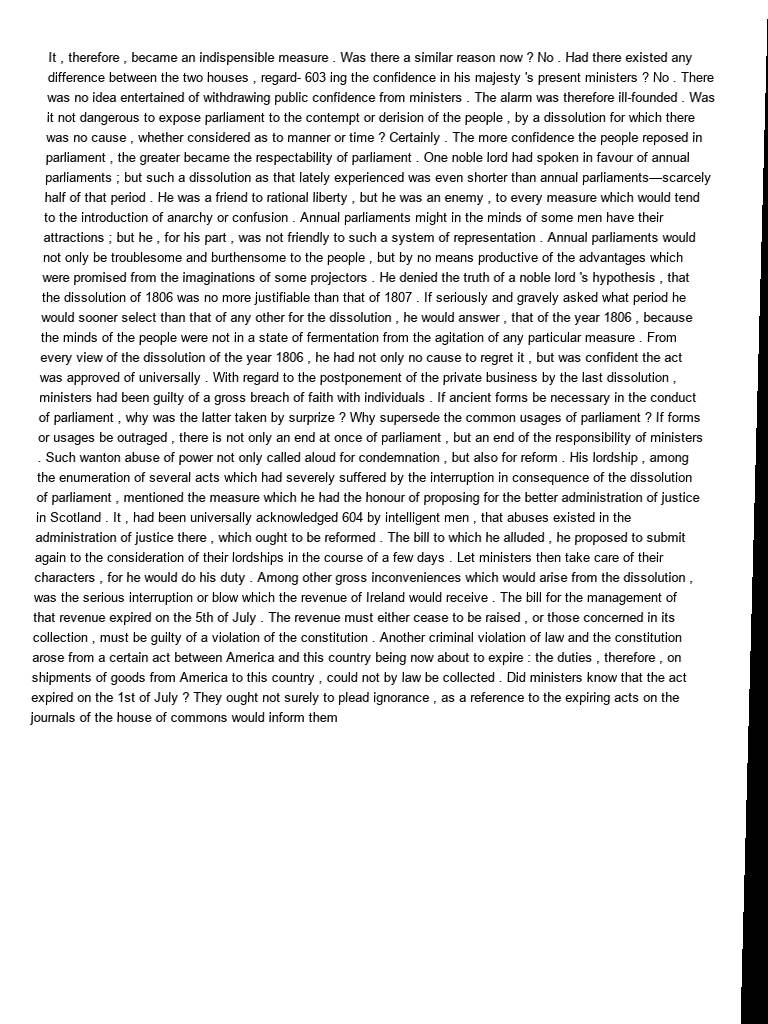 It , therefore , became an indispensible measure . Was there a similar reason now ? No . Had there existed any
difference between the two houses , regard- 603 ing the confidence in his majesty 's present ministers ? No . There
was no idea entertained of withdrawing public confidence from ministers . The alarm was therefore ill-founded . Was
it not dangerous to expose parliament to the contempt or derision of the people , by a dissolution for which there
was no cause , whether considered as to manner or time ? Certainly . The more confidence the people reposed in
parliament , the greater became the respectability of parliament . One noble lord had spoken in favour of annual
parliaments ; but such a dissolution as that lately experienced was even shorter than annual parliaments—scarcely
half of that period . He was a friend to rational liberty , but he was an enemy , to every measure which would tend
to the introduction of anarchy or confusion . Annual parliaments might in the minds of some men have their
attractions ; but he , for his part , was not friendly to such a system of representation . Annual parliaments would
not only be troublesome and burthensome to the people , but by no means productive of the advantages which
were promised from the imaginations of some projectors . He denied the truth of a noble lord 's hypothesis , that
the dissolution of 1806 was no more justifiable than that of 1807 . If seriously and gravely asked what period he
would sooner select than that of any other for the dissolution , he would answer , that of the year 1806 , because
the minds of the people were not in a state of fermentation from the agitation of any particular measure . From
every view of the dissolution of the year 1806 , he had not only no cause to regret it , but was confident the act
was approved of universally . With regard to the postponement of the private business by the last dissolution ,
ministers had been guilty of a gross breach of faith with individuals . If ancient forms be necessary in the conduct
of parliament , why was the latter taken by surprize ? Why supersede the common usages of parliament ? If forms
or usages be outraged , there is not only an end at once of parliament , but an end of the responsibility of ministers
. Such wanton abuse of power not only called aloud for condemnation , but also for reform . His lordship , among
the enumeration of several acts which had severely suffered by the interruption in consequence of the dissolution
of parliament , mentioned the measure which he had the honour of proposing for the better administration of justice
in Scotland . It , had been universally acknowledged 604 by intelligent men , that abuses existed in the
administration of justice there , which ought to be reformed . The bill to which he alluded , he proposed to submit
again to the consideration of their lordships in the course of a few days . Let ministers then take care of their
characters , for he would do his duty . Among other gross inconveniences which would arise from the dissolution ,
was the serious interruption or blow which the revenue of Ireland would receive . The bill for the management of
that revenue expired on the 5th of July . The revenue must either cease to be raised , or those concerned in its
collection , must be guilty of a violation of the constitution . Another criminal violation of law and the constitution
arose from a certain act between America and this country being now about to expire : the duties , therefore , on
shipments of goods from America to this country , could not by law be collected . Did ministers know that the act
expired on the 1st of July ? They ought not surely to plead ignorance , as a reference to the expiring acts on the
journals of the house of commons would inform them